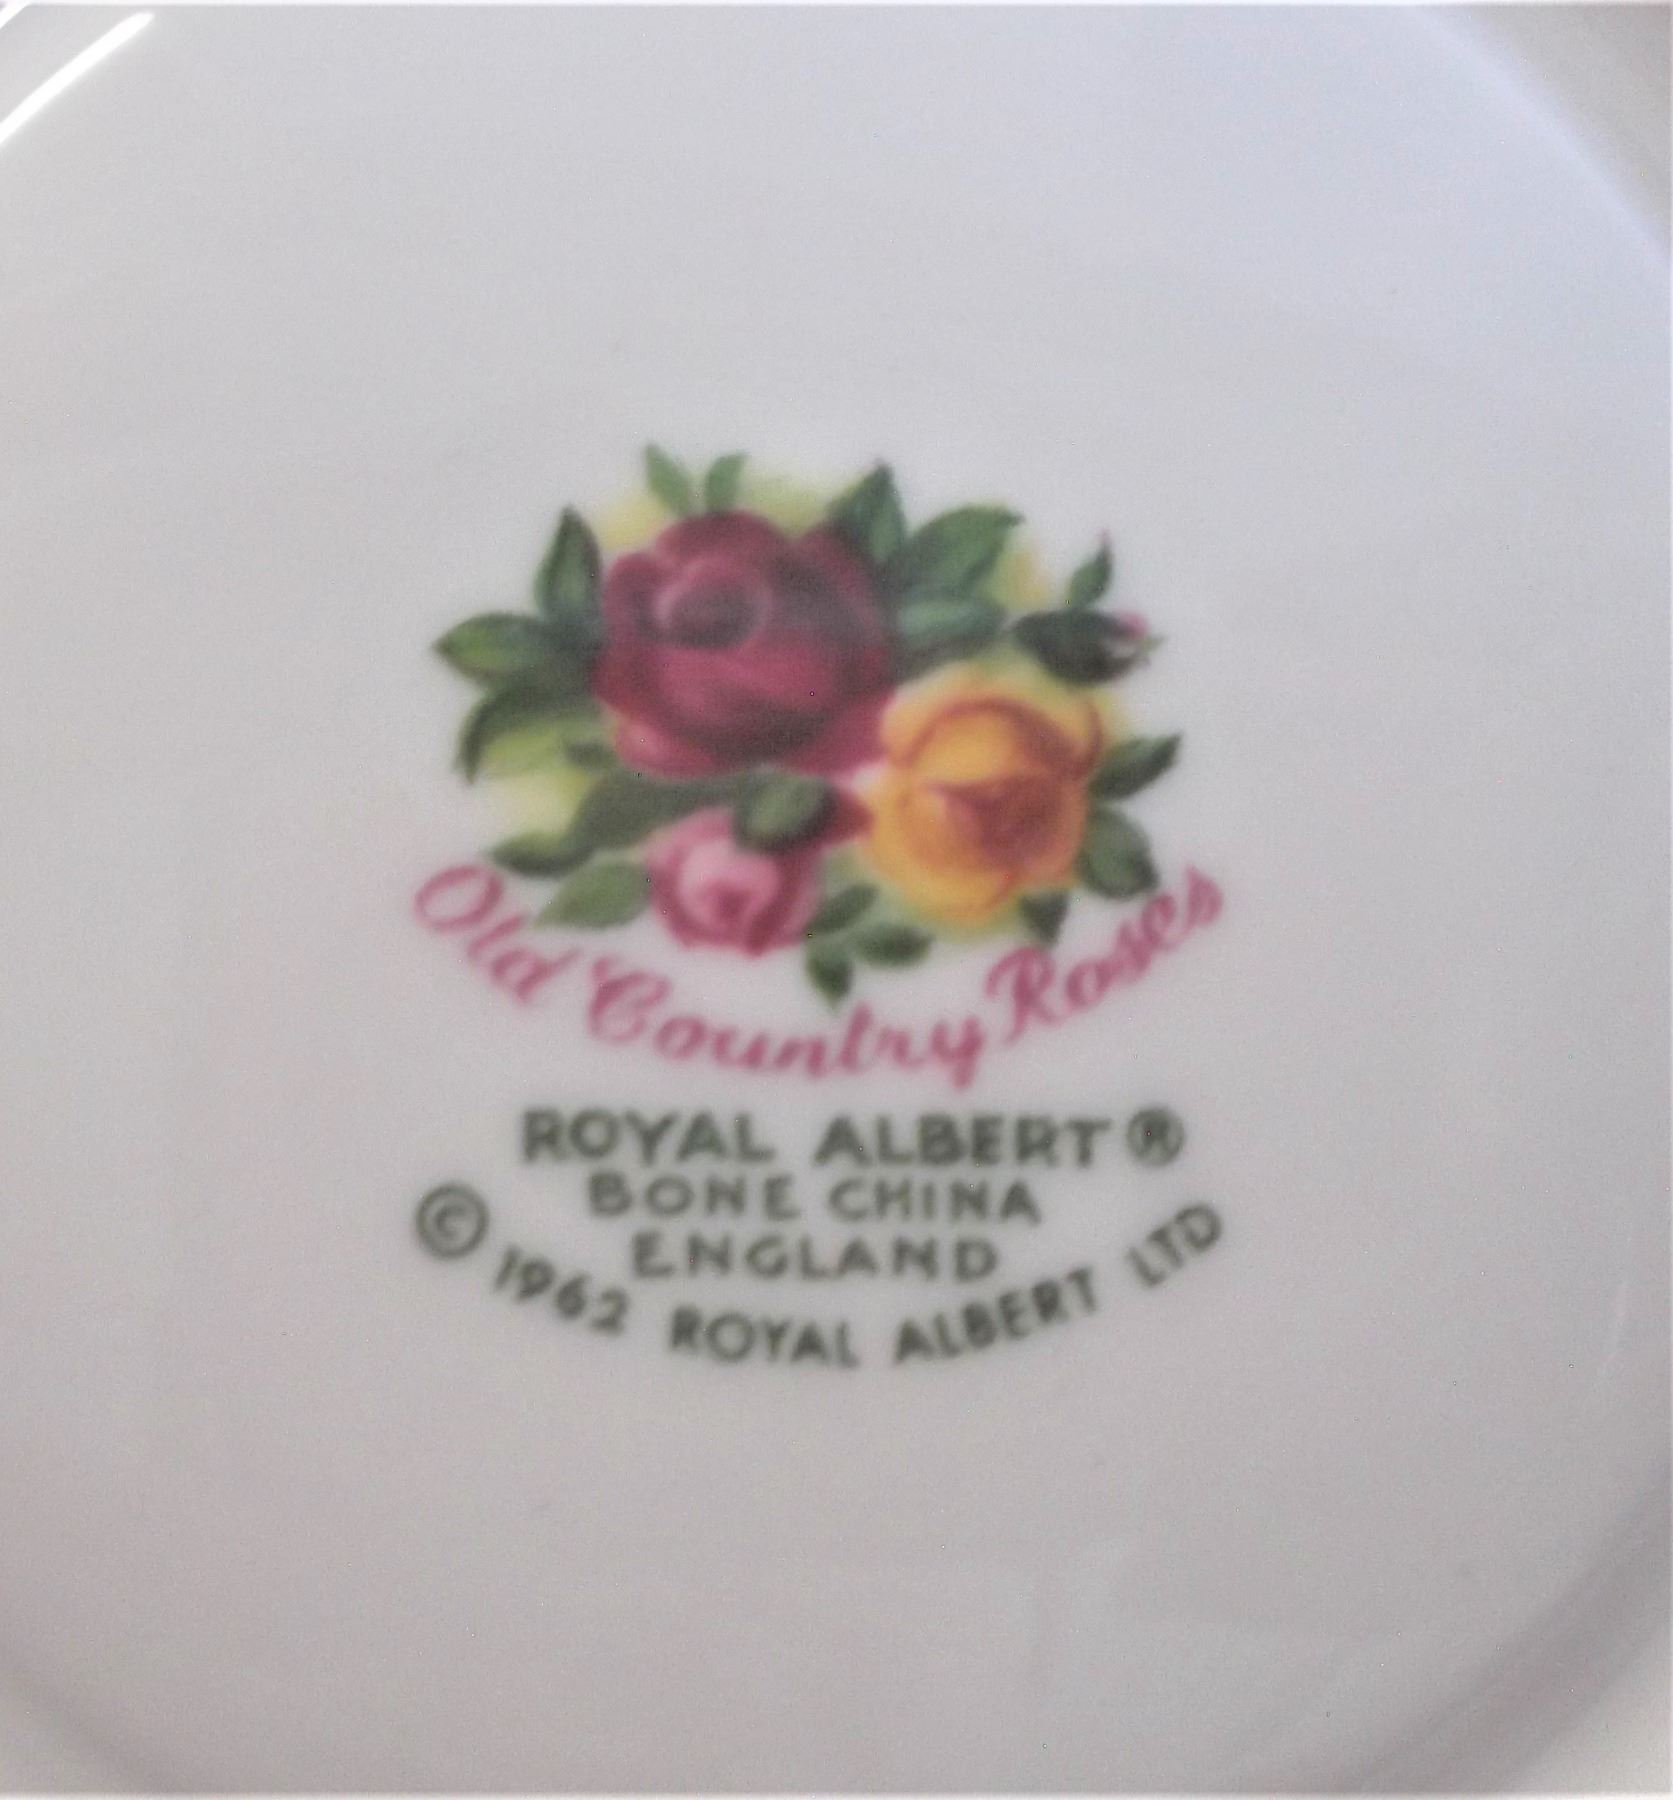 Old Country Roses
ROYAL ALBERT®
BONE CHINA
ENGLAND
© 1962 ROYAL ALBERT LTD